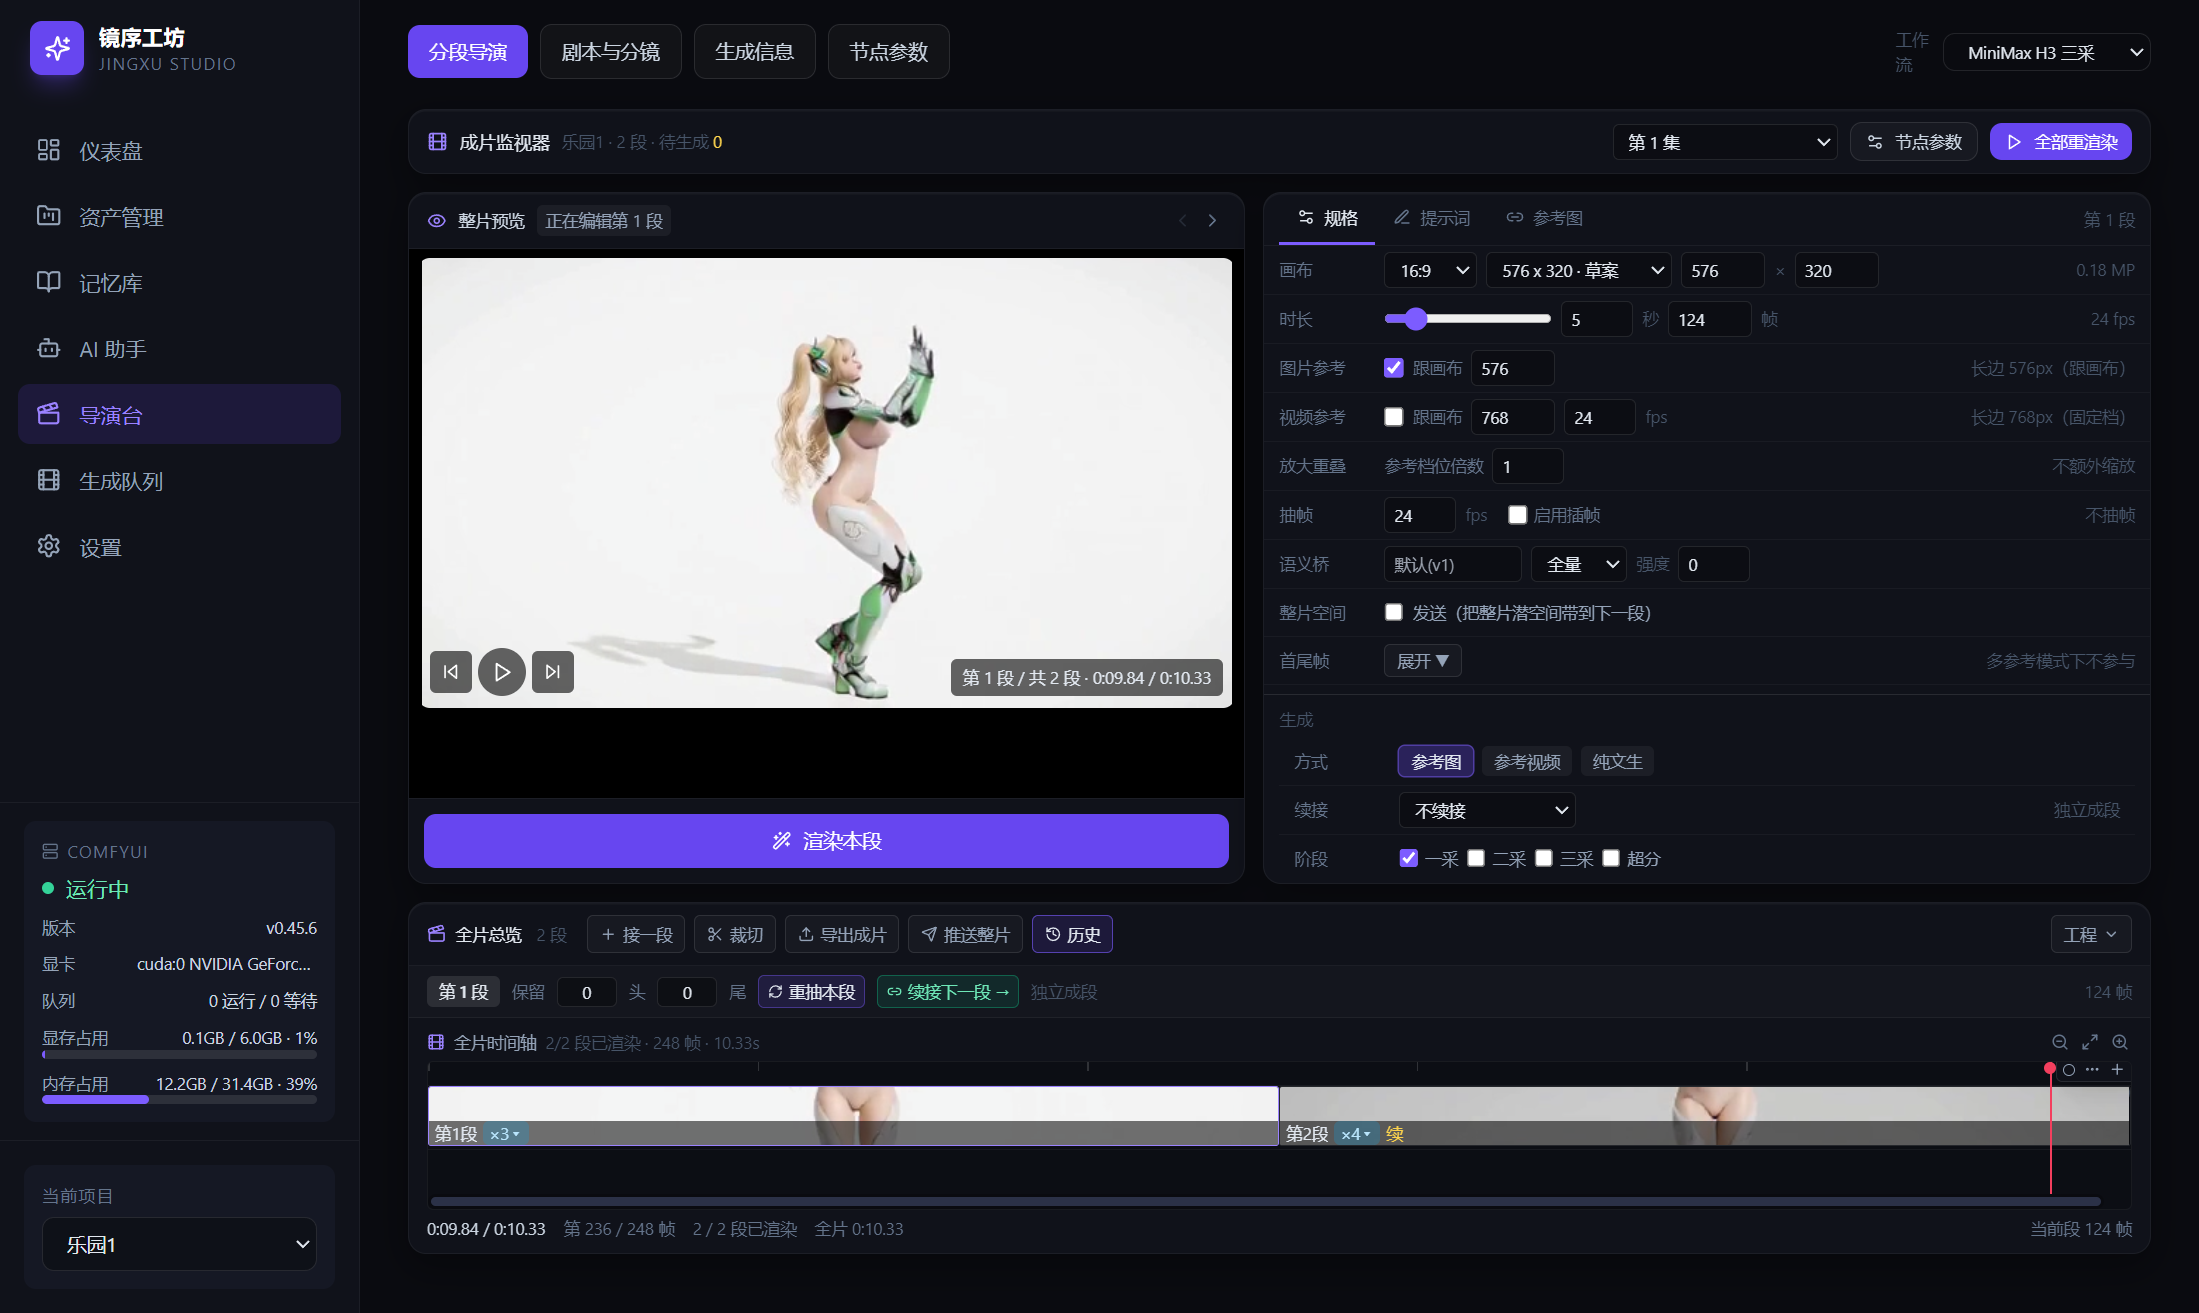 镜序工坊
JINGXU STUDIO
仪表盘
资产管理
记忆库
AI 助手
导演台
生成队列
设置
COMFYUI
运行中
版本 v0.45.6
显卡 cuda:0 NVIDIA GeForc...
队列 0 运行 / 0 等待
显存占用 0.1GB / 6.0GB · 1%
内存占用 12.2GB / 31.4GB · 39%
当前项目
乐园1
分段导演 剧本与分镜 生成信息 节点参数
工作流 MiniMax H3 三采
成片监视器 乐园1 · 2 段 · 待生成 0
第 1 集 节点参数 全部重渲染
整片预览 正在编辑第 1 段
第 1 段 / 共 2 段 · 0:09.84 / 0:10.33
渲染本段
规格 提示词 参考图 第 1 段
画布 16:9 576 x 320 · 草案 576 × 320 0.18 MP
时长 5 秒 124 帧 24 fps
图片参考 跟画布 576 长边 576px（跟画布）
视频参考 跟画布 768 24 fps 长边 768px（固定档）
放大重叠 参考档位倍数 1 不额外缩放
抽帧 24 fps 启用插帧 不抽帧
语义桥 默认(v1) 全量 强度 0
整片空间 发送（把整片潜空间带到下一段）
首尾帧 展开 ▼ 多参考模式下不参与
生成
方式 参考图 参考视频 纯文生
续接 不续接 独立成段
阶段 一采 二采 三采 超分
全片总览 2 段 接一段 裁切 导出成片 推送整片 历史 工程
第 1 段 保留 0 头 0 尾 重抽本段 续接下一段 → 独立成段 124 帧
全片时间轴 2/2 段已渲染 · 248 帧 · 10.33s
第1段 ×3 第2段 ×4 续
0:09.84 / 0:10.33 第 236 / 248 帧 2 / 2 段已渲染 全片 0:10.33 当前段 124 帧